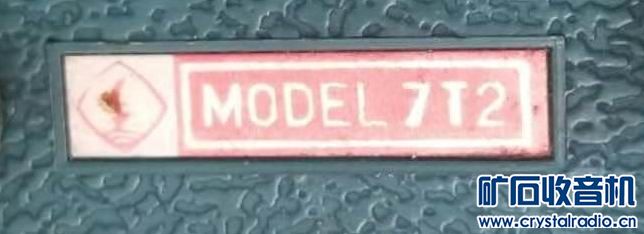 MODEL 7T2
矿石收音机
www.crystalradio.cn